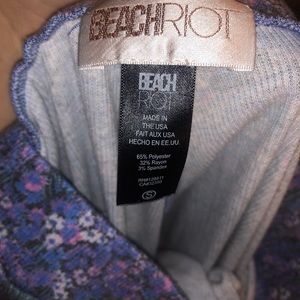 BEACHRIOT
BEACH
RIOT
MADE IN
THE USA
FAIT AUX USA
HECHO EN EE.UU.
65% Polyester
32% Rayon
3% Spandex
S